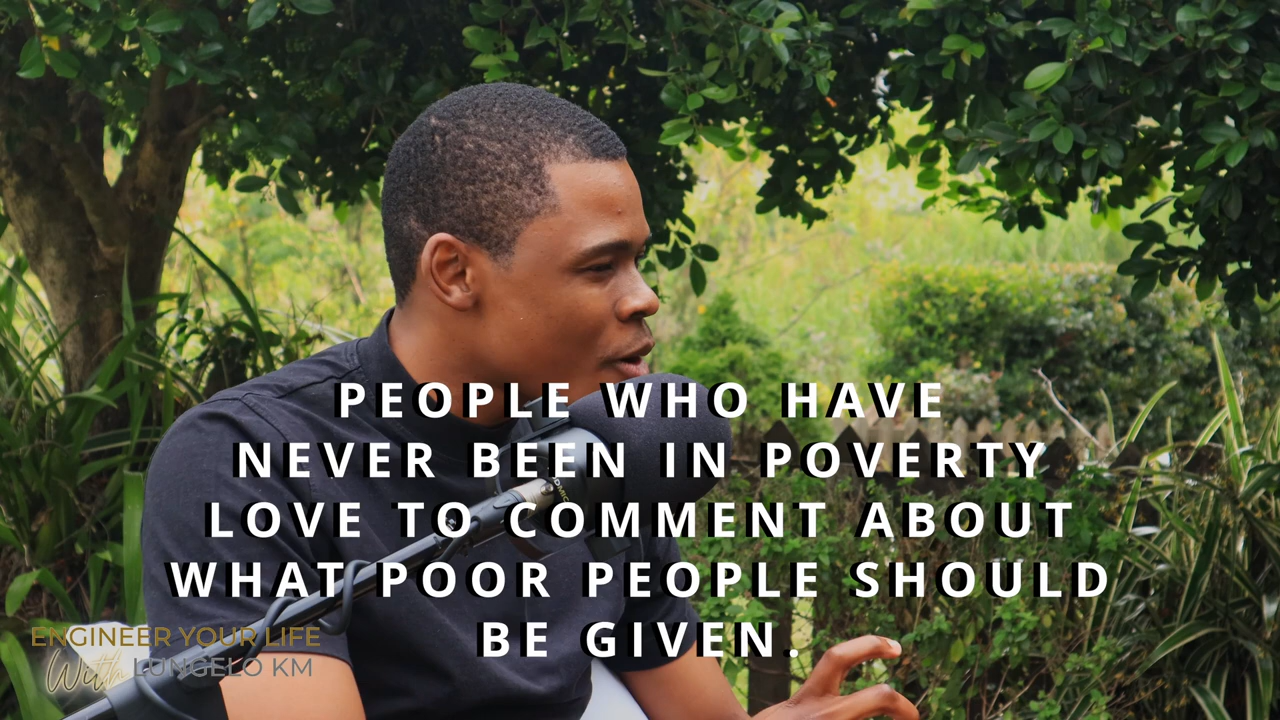 PEOPLE WHO HAVE
NEVER BEEN IN POVERTY
LOVE TO COMMENT ABOUT
WHAT POOR PEOPLE SHOULD
BE GIVEN.
ENGINEER YOUR LIFE
With LUNGELO KM